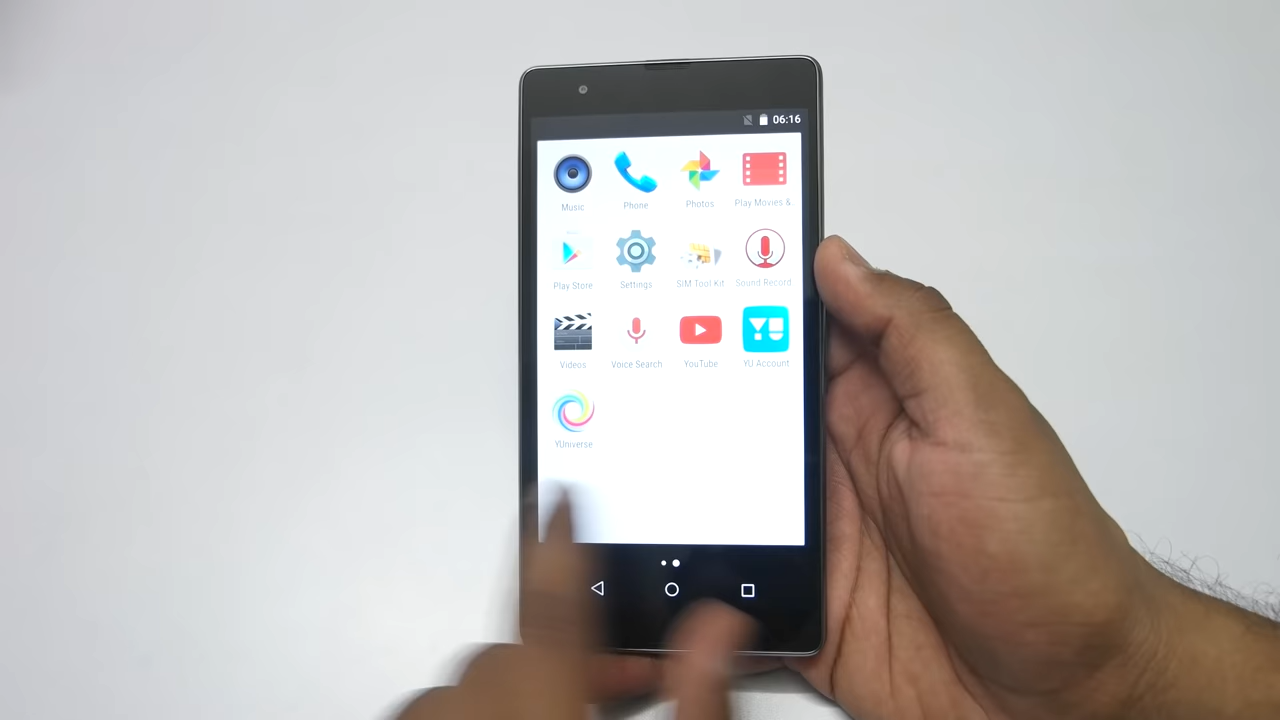 06:16
Music Phone Photos Play Movies &..
Play Store Settings SIM Tool Kit Sound Record..
YU
Videos Voice Search YouTube YU Account
YUniverse